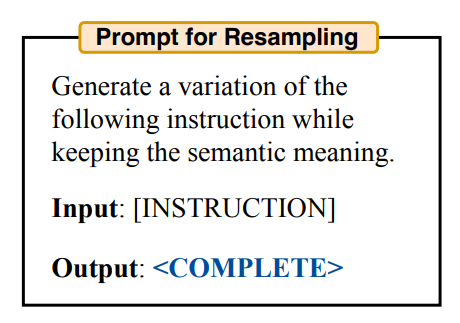 Prompt for Resampling
Generate a variation of the
following instruction while
keeping the semantic meaning.
Input: [INSTRUCTION]
Output: <COMPLETE>